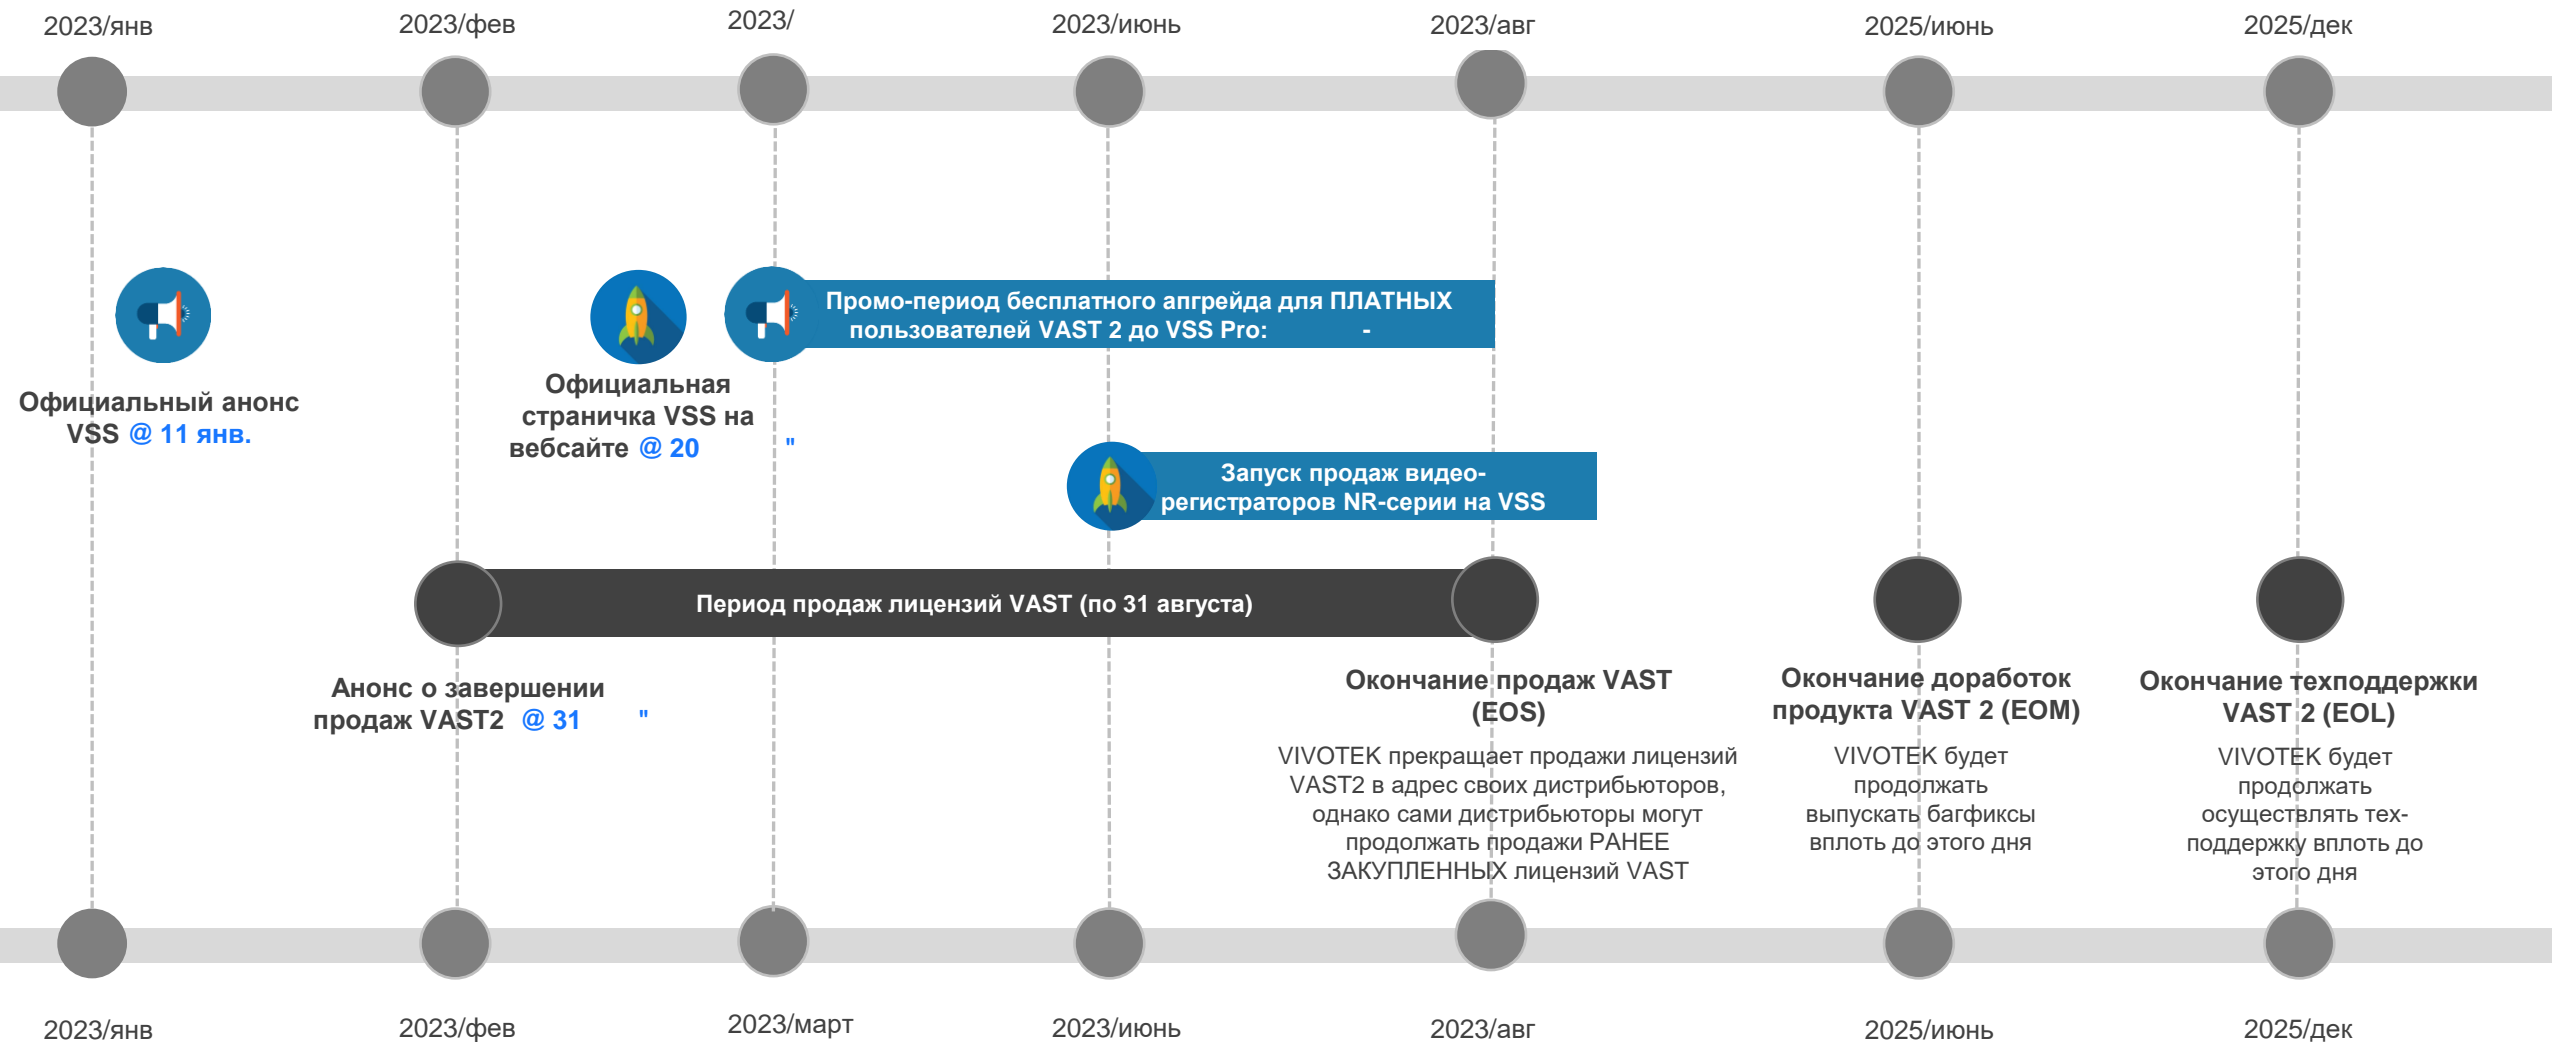 2023/янв
2023/фев
2023/
2023/июнь
2023/авг
2025/июнь
2025/дек
Промо-период бесплатного апгрейда для ПЛАТНЫХ
пользователей VAST 2 до VSS Pro: -
Официальный анонс
VSS @ 11 янв.
Официальная
страничка VSS на
вебсайте @ 20 "
Запуск продаж видео-
регистраторов NR-серии на VSS
Период продаж лицензий VAST (по 31 августа)
Анонс о завершении
продаж VAST2 @ 31 "
Окончание продаж VAST
(EOS)
VIVOTEK прекращает продажи лицензий
VAST2 в адрес своих дистрибьюторов,
однако сами дистрибьюторы могут
продолжать продажи РАНЕЕ
ЗАКУПЛЕННЫХ лицензий VAST
Окончание доработок
продукта VAST 2 (EOM)
VIVOTEK будет
продолжать
выпускать багфиксы
вплоть до этого дня
Окончание техподдержки
VAST 2 (EOL)
VIVOTEK будет
продолжать
осуществлять тех-
поддержку вплоть до
этого дня
2023/янв
2023/фев
2023/март
2023/июнь
2023/авг
2025/июнь
2025/дек